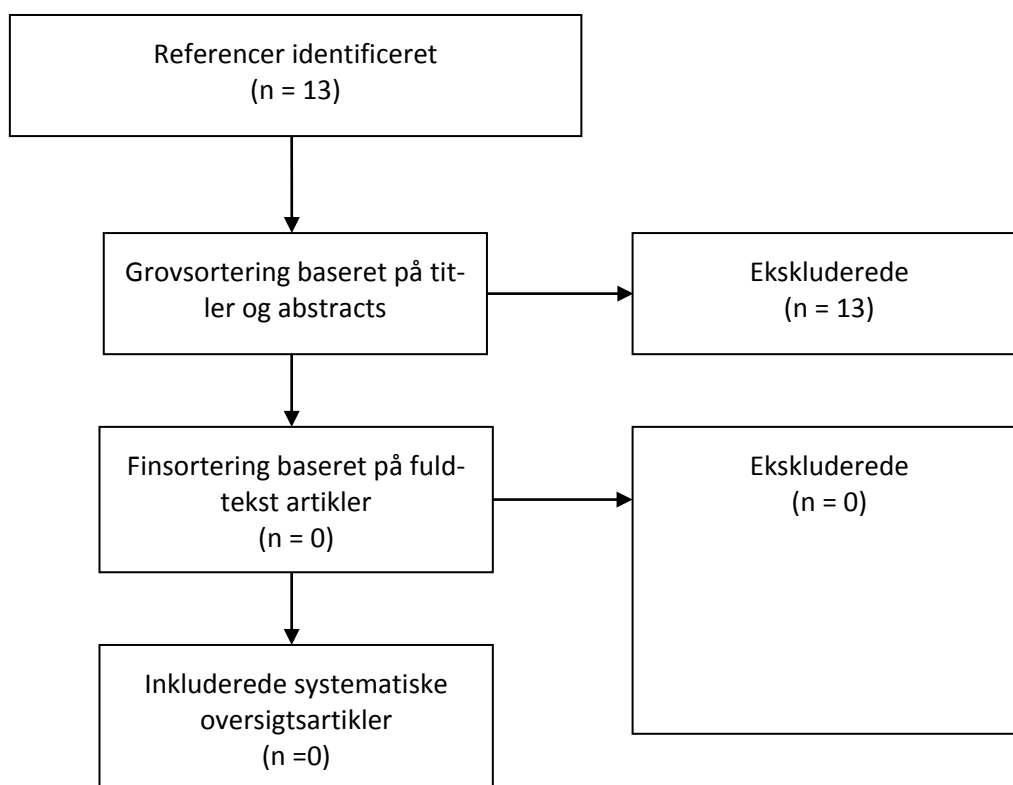 Referencer identificeret
(n = 13)
Grovsortering baseret på tit-
ler og abstracts
Ekskluderede
(n = 13)
Finsortering baseret på fuld-
tekst artikler
(n = 0)
Ekskluderede
(n = 0)
Inkluderede systematiske
oversigtsartikler
(n =0)